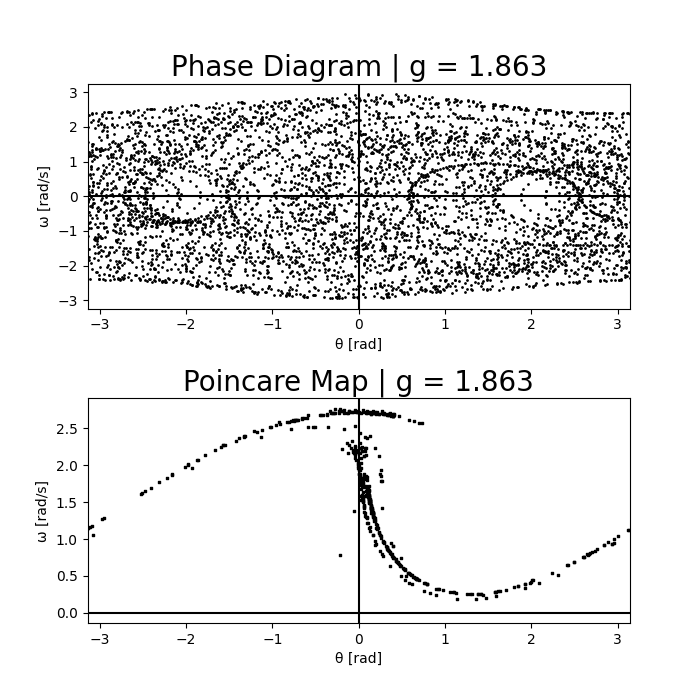 Phase Diagram | g = 1.863
3
2
1
0
−1
−2
−3
ω [rad/s]
−3 −2 −1 0 1 2 3
θ [rad]
Poincare Map | g = 1.863
2.5
2.0
1.5
1.0
0.5
0.0
ω [rad/s]
−3 −2 −1 0 1 2 3
θ [rad]